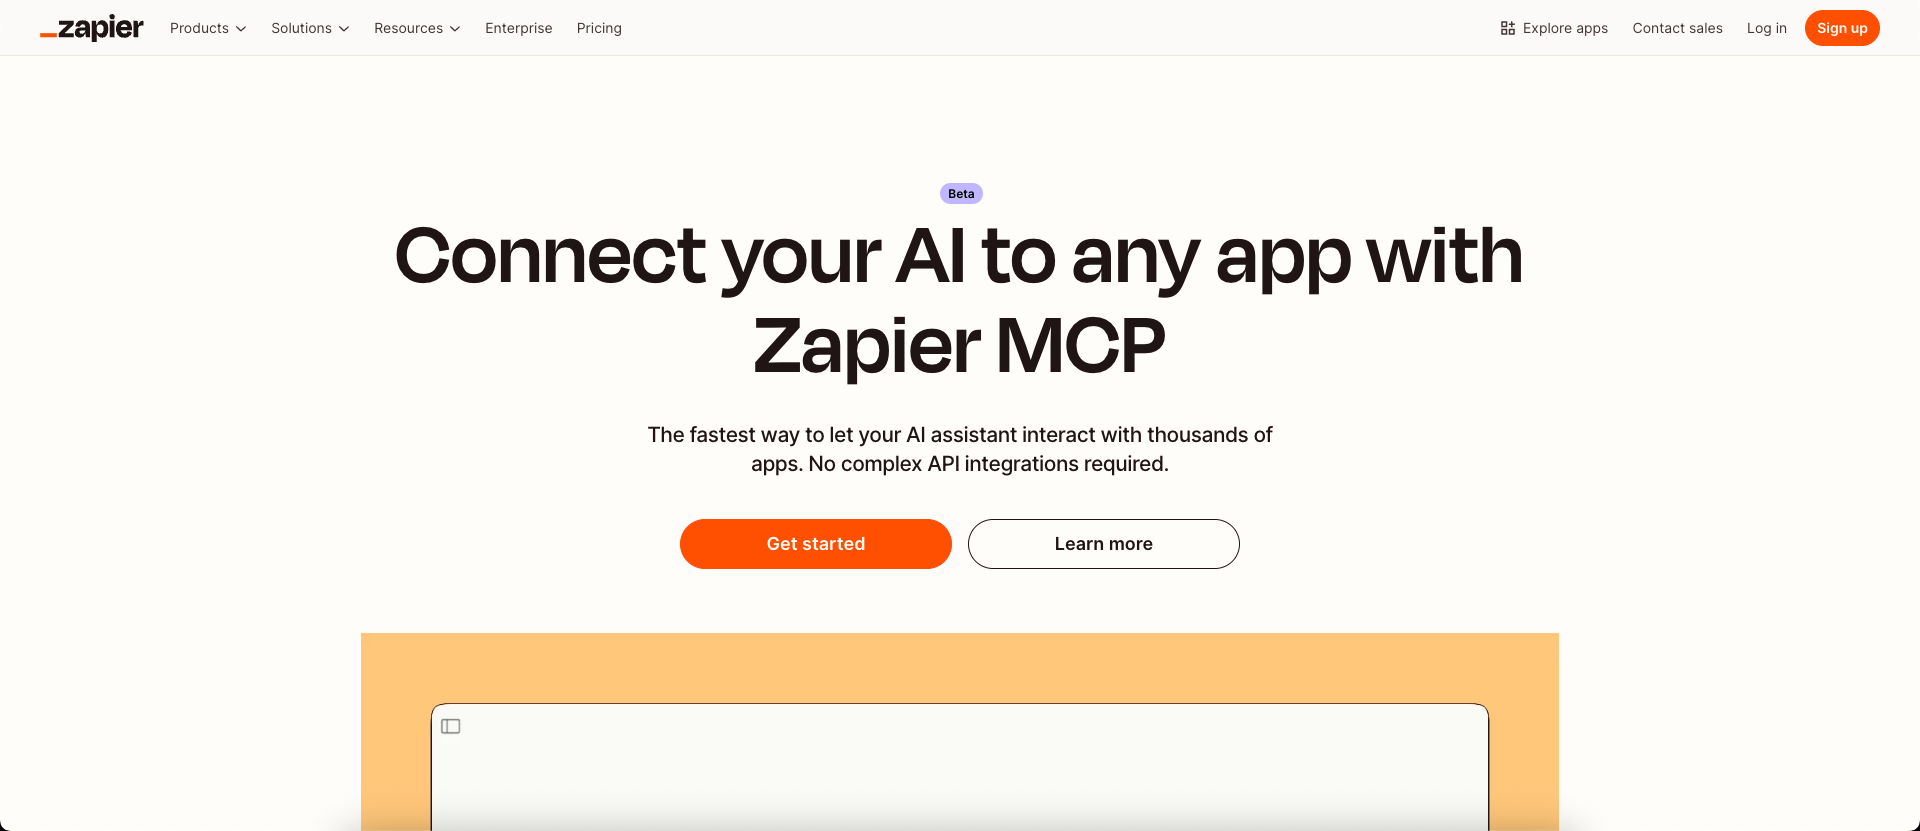 zapier
Products
Solutions
Resources
Enterprise
Pricing
Explore apps
Contact sales
Log in
Sign up
Beta
Connect your AI to any app with
Zapier MCP
The fastest way to let your AI assistant interact with thousands of
apps. No complex API integrations required.
Get started
Learn more